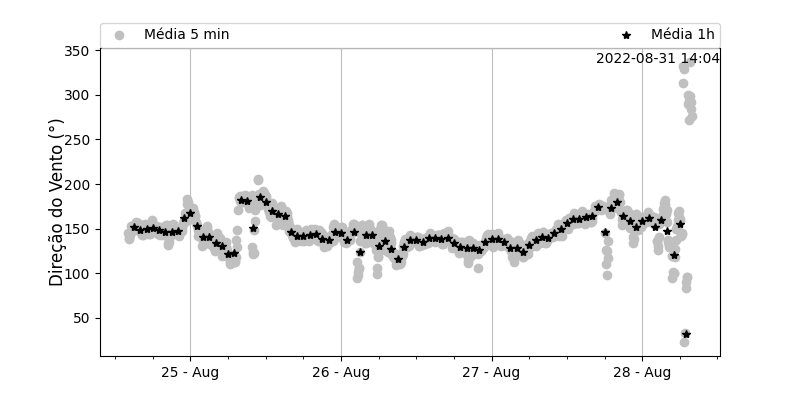 Média 5 min
Média 1h
2022-08-31 14:04
Direção do Vento (°)
350
300
250
200
150
100
50
25 - Aug
26 - Aug
27 - Aug
28 - Aug